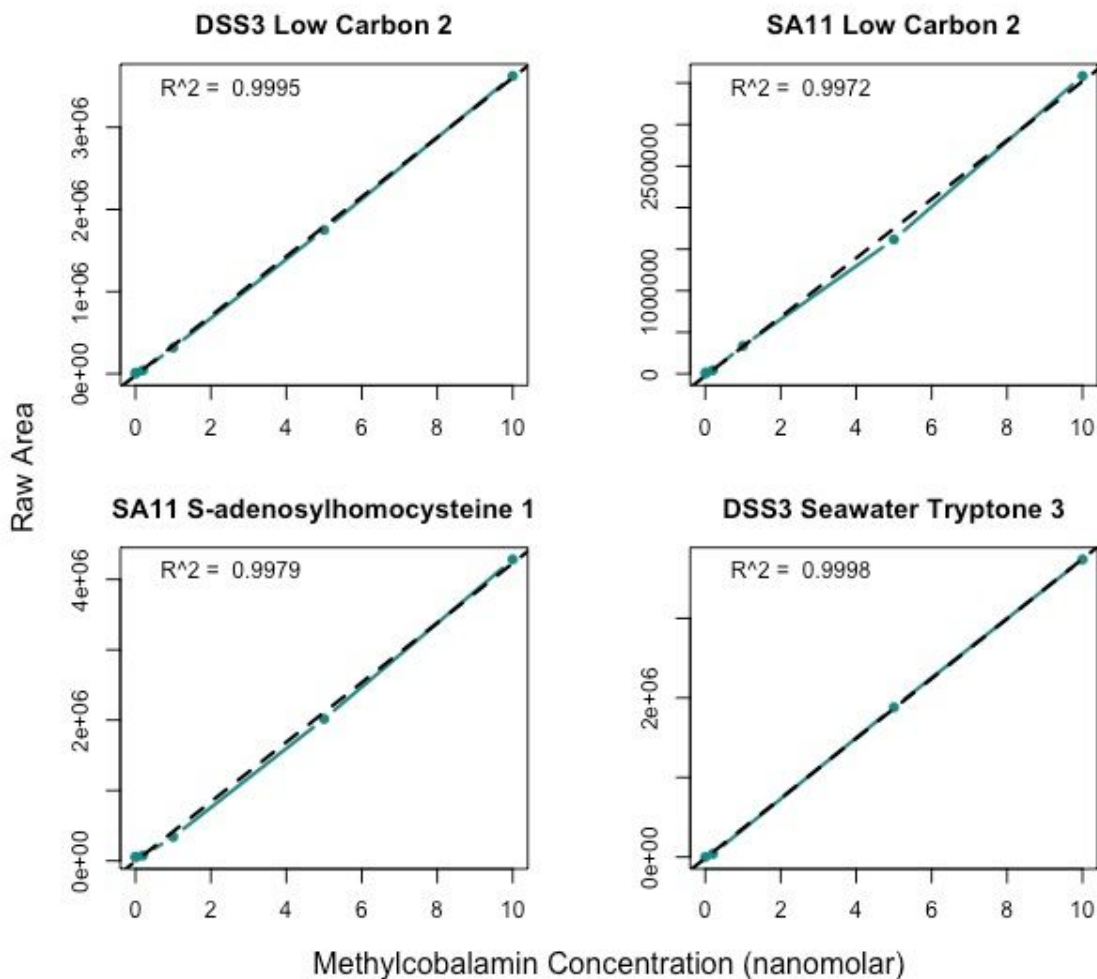 DSS3 Low Carbon 2
R^2 = 0.9995
0e+00 1e+06 2e+06 3e+06
0 2 4 6 8 10
SA11 Low Carbon 2
R^2 = 0.9972
0 1000000 2500000
0 2 4 6 8 10
Raw Area
SA11 S-adenosylhomocysteine 1
R^2 = 0.9979
0e+00 2e+06 4e+06
0 2 4 6 8 10
DSS3 Seawater Tryptone 3
R^2 = 0.9998
0e+00 2e+06
0 2 4 6 8 10
Methylcobalamin Concentration (nanomolar)